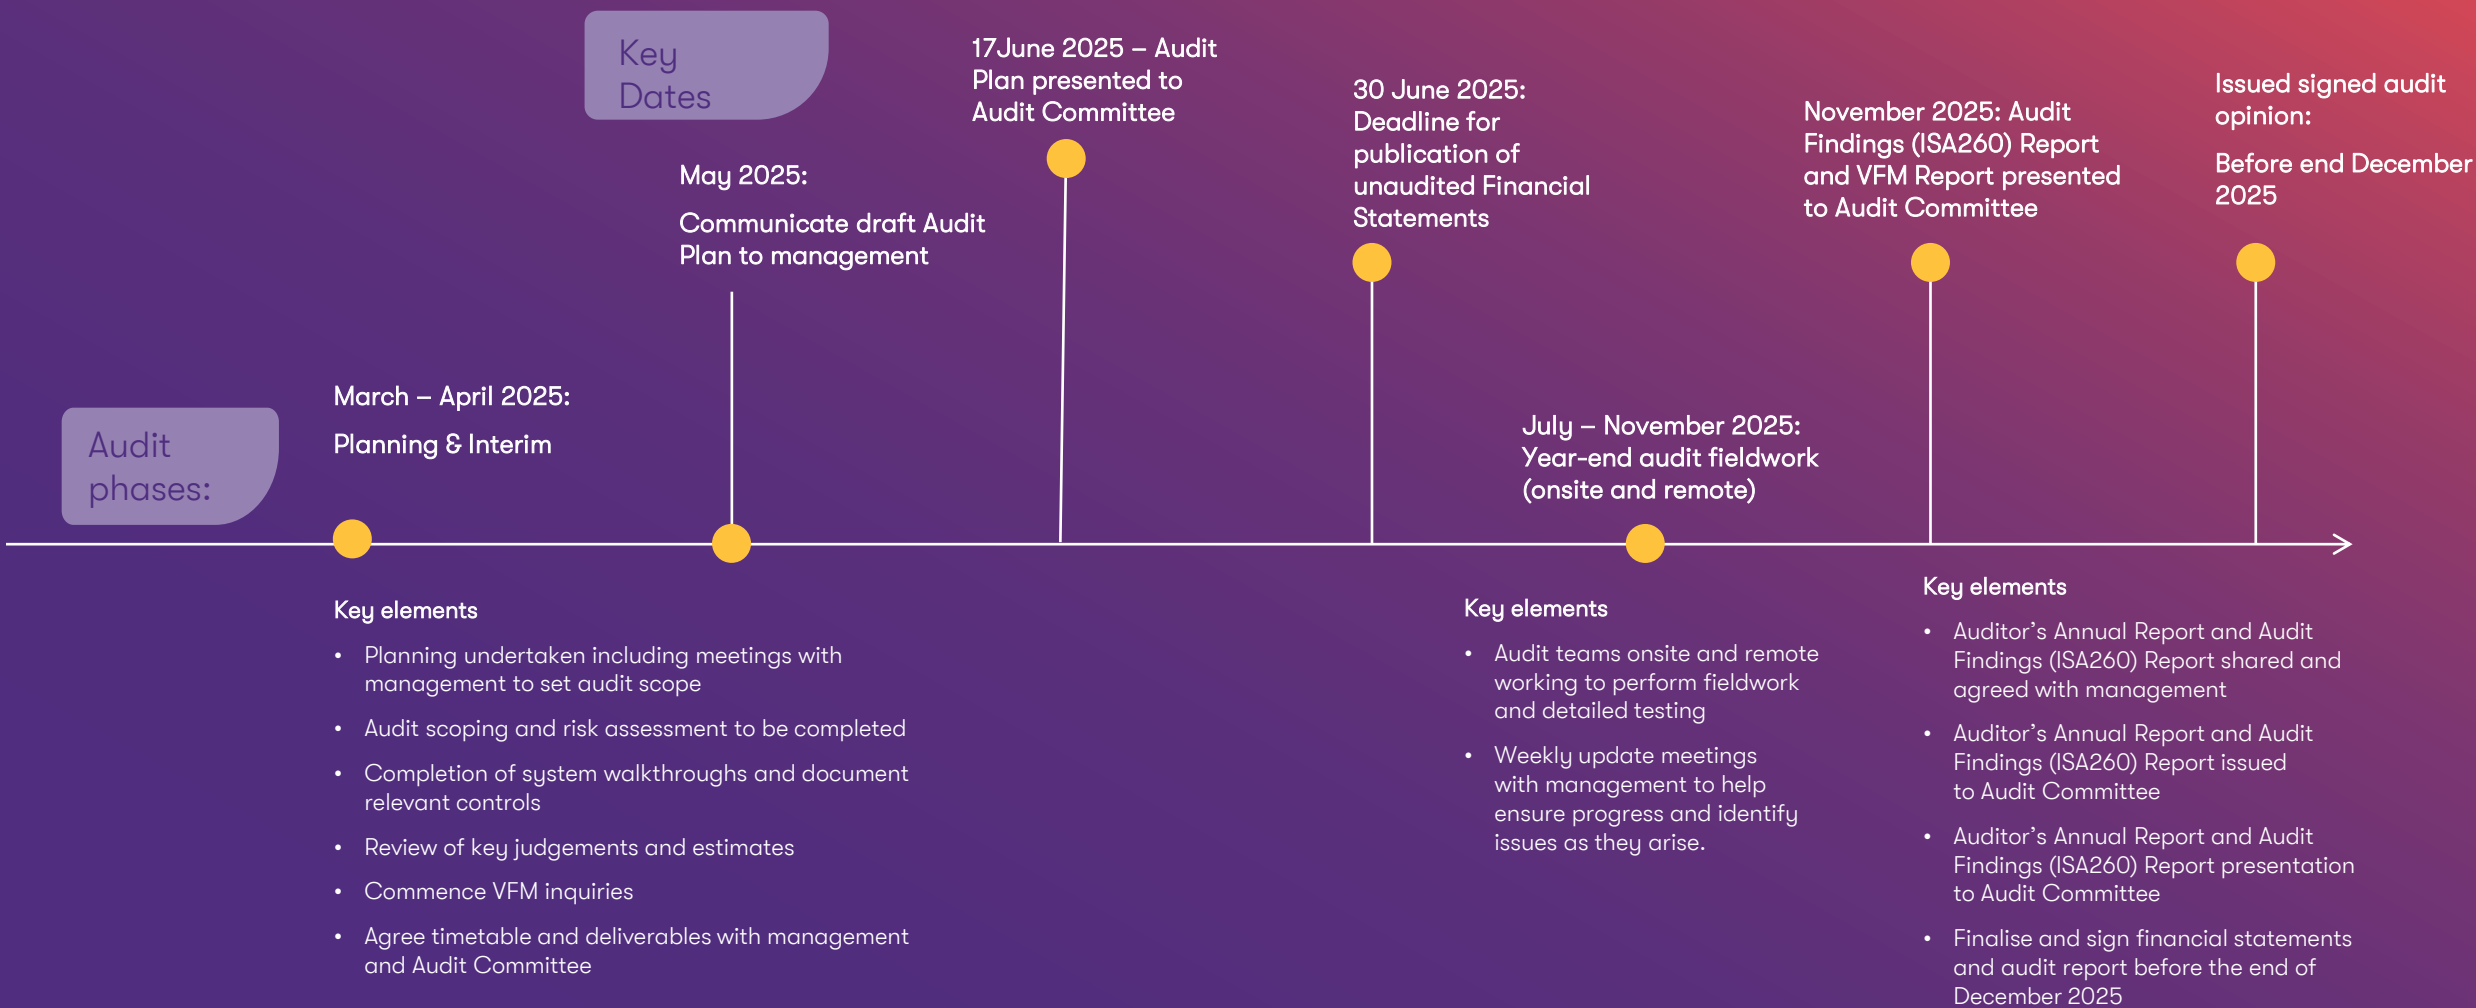 Key
Dates
17June 2025 – Audit
Plan presented to
Audit Committee
30 June 2025:
Deadline for
publication of
unaudited Financial
Statements
November 2025: Audit
Findings (ISA260) Report
and VFM Report presented
to Audit Committee
Issued signed audit
opinion:
Before end December
2025
May 2025:
Communicate draft Audit
Plan to management
Audit
phases:
March – April 2025:
Planning & Interim
July – November 2025:
Year-end audit fieldwork
(onsite and remote)
Key elements
• Planning undertaken including meetings with
management to set audit scope
• Audit scoping and risk assessment to be completed
• Completion of system walkthroughs and document
relevant controls
• Review of key judgements and estimates
• Commence VFM inquiries
• Agree timetable and deliverables with management
and Audit Committee
Key elements
• Audit teams onsite and remote
working to perform fieldwork
and detailed testing
• Weekly update meetings
with management to help
ensure progress and identify
issues as they arise.
Key elements
• Auditor’s Annual Report and Audit
Findings (ISA260) Report shared and
agreed with management
• Auditor’s Annual Report and Audit
Findings (ISA260) Report issued
to Audit Committee
• Auditor’s Annual Report and Audit
Findings (ISA260) Report presentation
to Audit Committee
• Finalise and sign financial statements
and audit report before the end of
December 2025